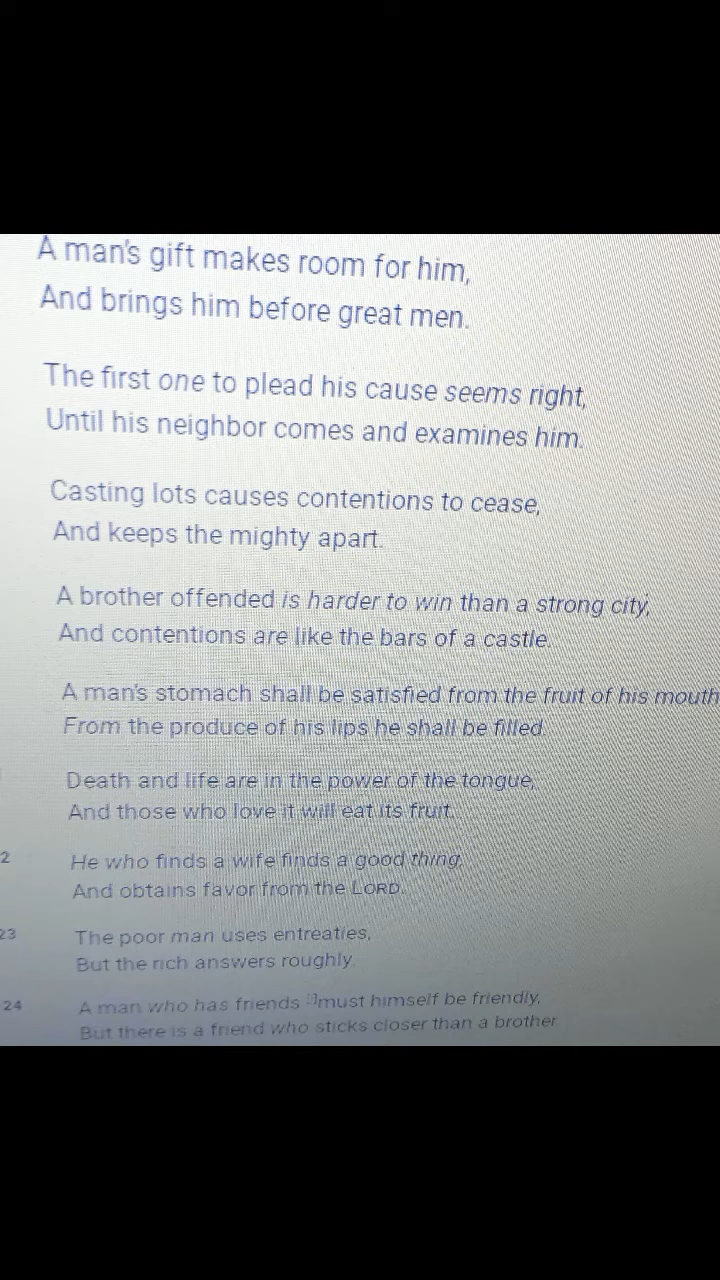 A man's gift makes room for him,
And brings him before great men.
The first one to plead his cause seems right,
Until his neighbor comes and examines him.
Casting lots causes contentions to cease,
And keeps the mighty apart.
A brother offended is harder to win than a strong city,
And contentions are like the bars of a castle.
A man's stomach shall be satisfied from the fruit of his mouth
From the produce of his lips he shall be filled.
Death and life are in the power of the tongue,
And those who love it will eat its fruit.
2 He who finds a wife finds a good thing,
And obtains favor from the LORD.
23 The poor man uses entreaties,
But the rich answers roughly.
24 A man who has friends must himself be friendly,
But there is a friend who sticks closer than a brother.